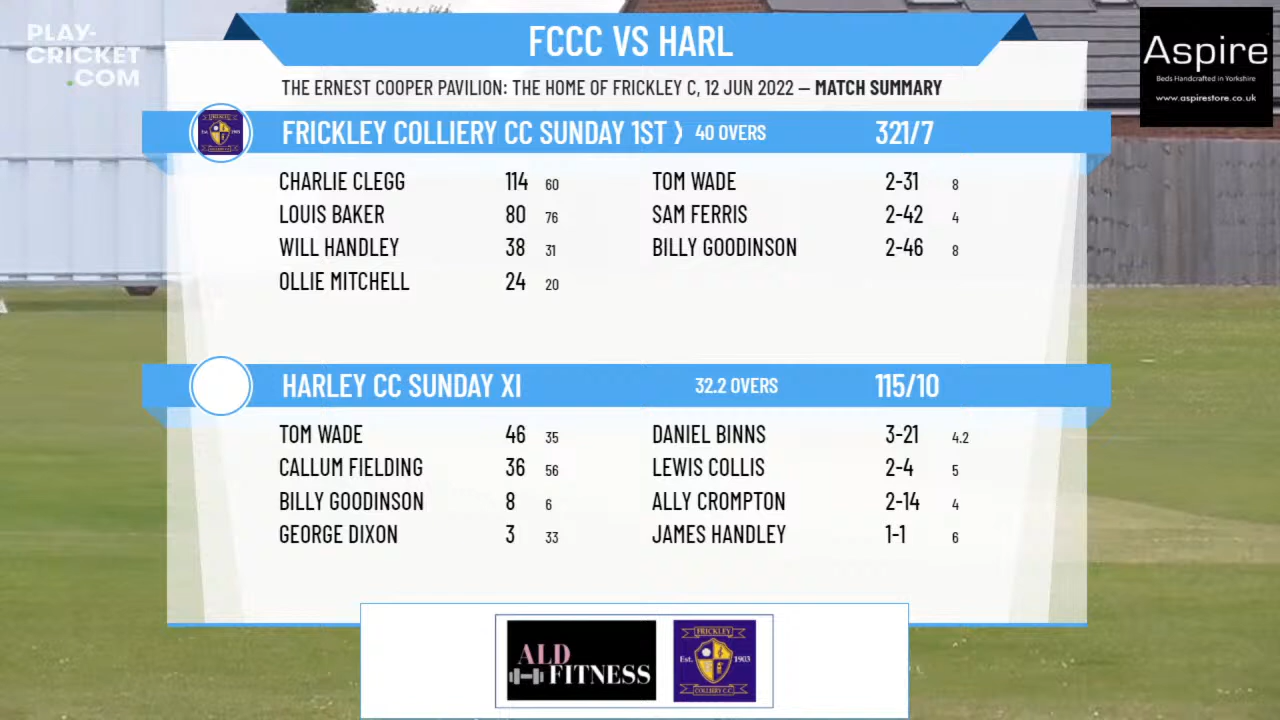 PLAY-
CRICKET
.COM
FCCC VS HARL
Aspire
Beds Handcrafted in Yorkshire
www.aspirestore.co.uk
THE ERNEST COOPER PAVILION: THE HOME OF FRICKLEY C, 12 JUN 2022 – MATCH SUMMARY
FRICKLEY COLLIERY CC SUNDAY 1ST 40 OVERS 321/7
CHARLIE CLEGG 114 60 TOM WADE 2-31 8
LOUIS BAKER 80 76 SAM FERRIS 2-42 4
WILL HANDLEY 38 31 BILLY GOODINSON 2-46 8
OLLIE MITCHELL 24 20
HARLEY CC SUNDAY XI 32.2 OVERS 115/10
TOM WADE 46 35 DANIEL BINNS 3-21 4.2
CALLUM FIELDING 36 56 LEWIS COLLIS 2-4 5
BILLY GOODINSON 8 6 ALLY CROMPTON 2-14 4
GEORGE DIXON 3 33 JAMES HANDLEY 1-1 6
ALD
FITNESS
FRICKLEY
Est. 1903
COLLIERY C.C